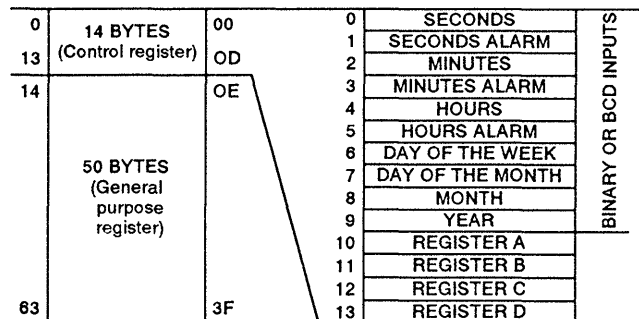 0
14 BYTES
(Control register)
00
13
OD
14
OE
50 BYTES
(General
purpose
register)
63
3F
0 SECONDS
1 SECONDS ALARM
2 MINUTES
3 MINUTES ALARM
4 HOURS
5 HOURS ALARM
6 DAY OF THE WEEK
7 DAY OF THE MONTH
8 MONTH
9 YEAR
10 REGISTER A
11 REGISTER B
12 REGISTER C
13 REGISTER D
BINARY OR BCD INPUTS